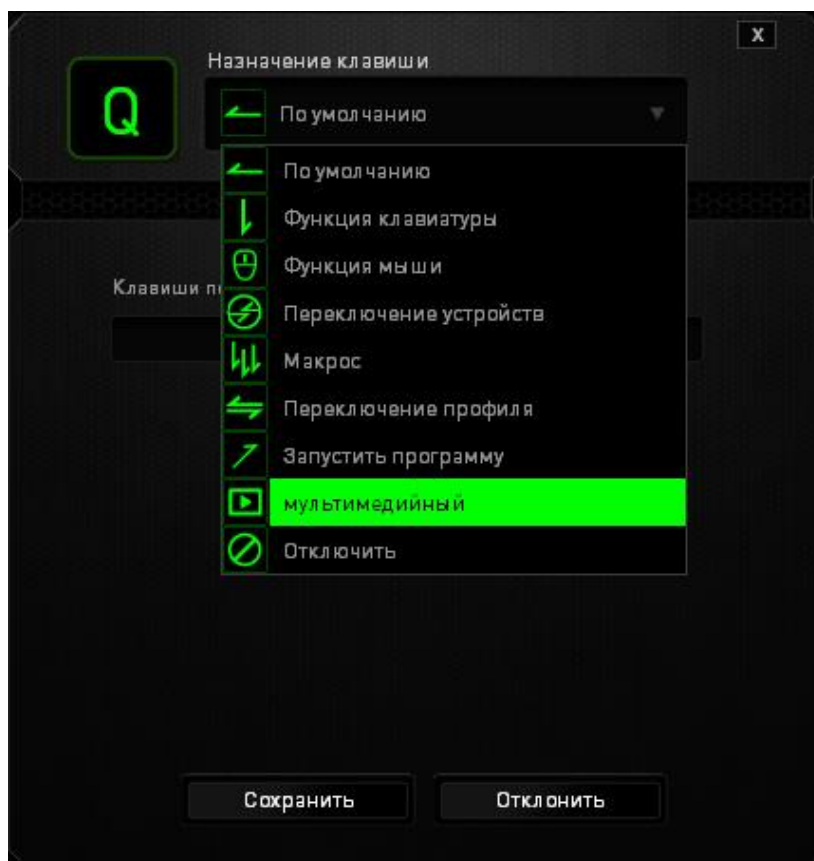 X
Назначение клавиши
Q
По умолчанию
По умолчанию
Функция клавиатуры
Функция мыши
Клавиши
Переключение устройств
Макрос
Переключение профиля
Запустить программу
мультимедийный
Отключить
Сохранить
Отклонить